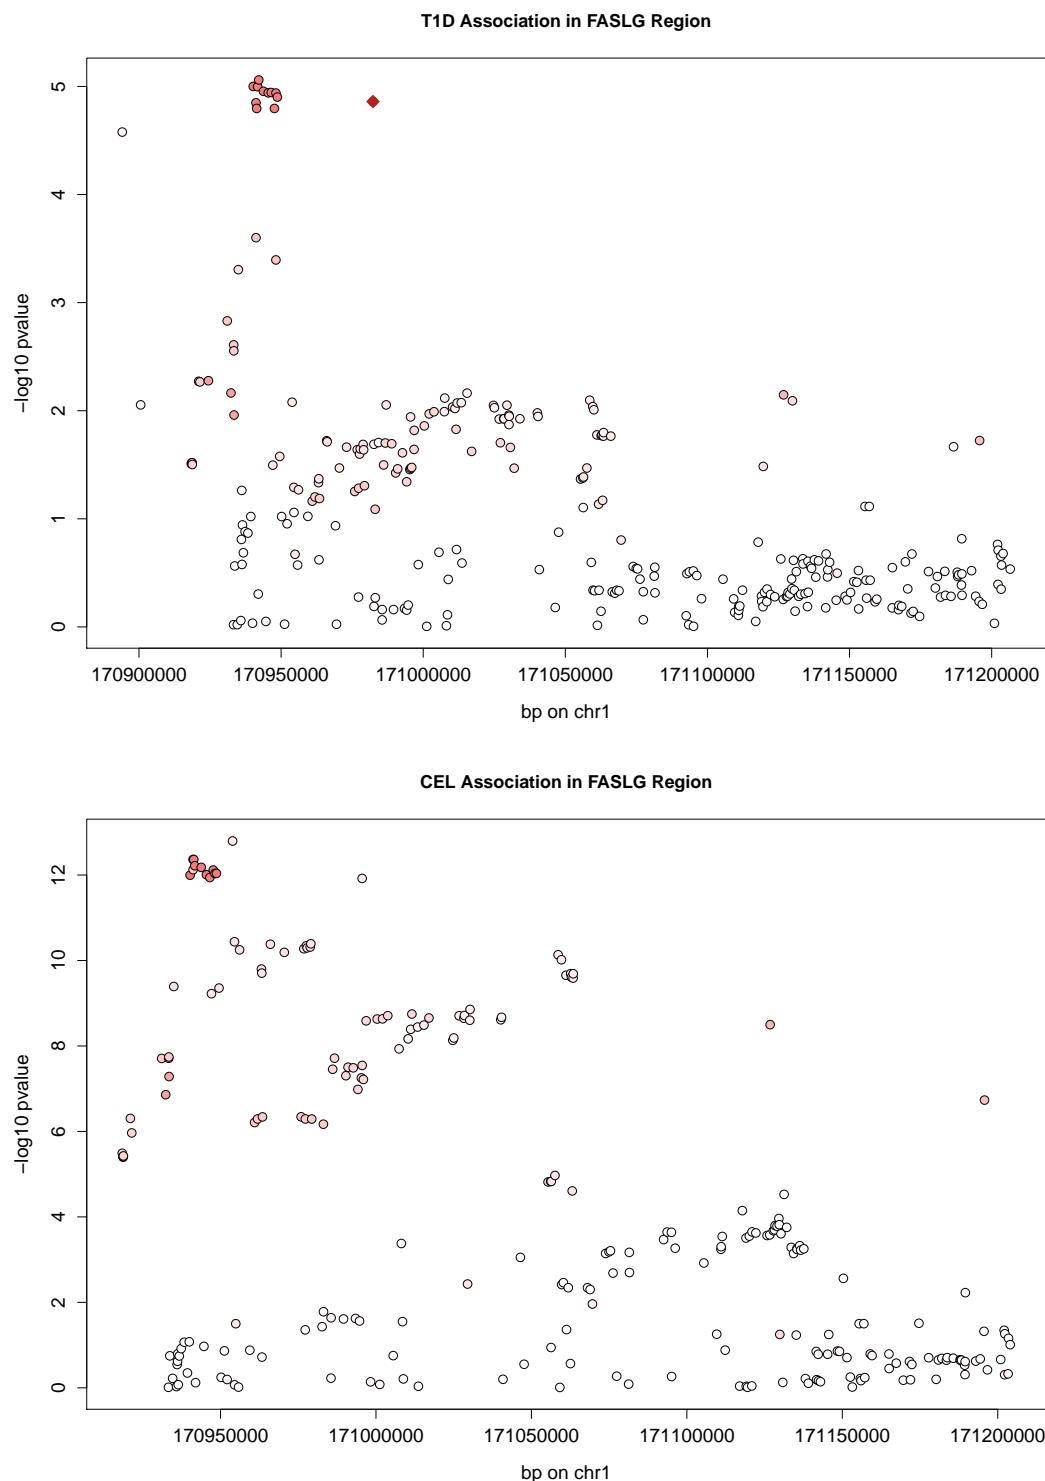 T1D Association in FASLG Region
5
4
3
2
1
0
−log10 pvalue
170900000 170950000 171000000 171050000 171100000 171150000 171200000
bp on chr1
CEL Association in FASLG Region
12
10
8
6
4
2
0
−log10 pvalue
170950000 171000000 171050000 171100000 171150000 171200000
bp on chr1